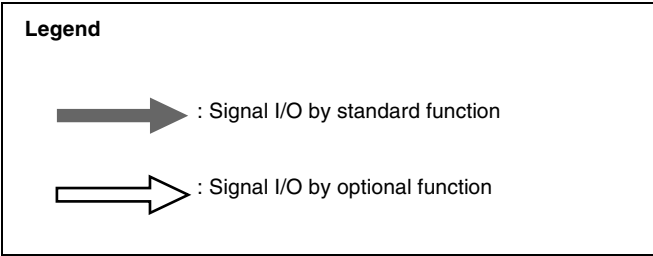 Legend
: Signal I/O by standard function
: Signal I/O by optional function